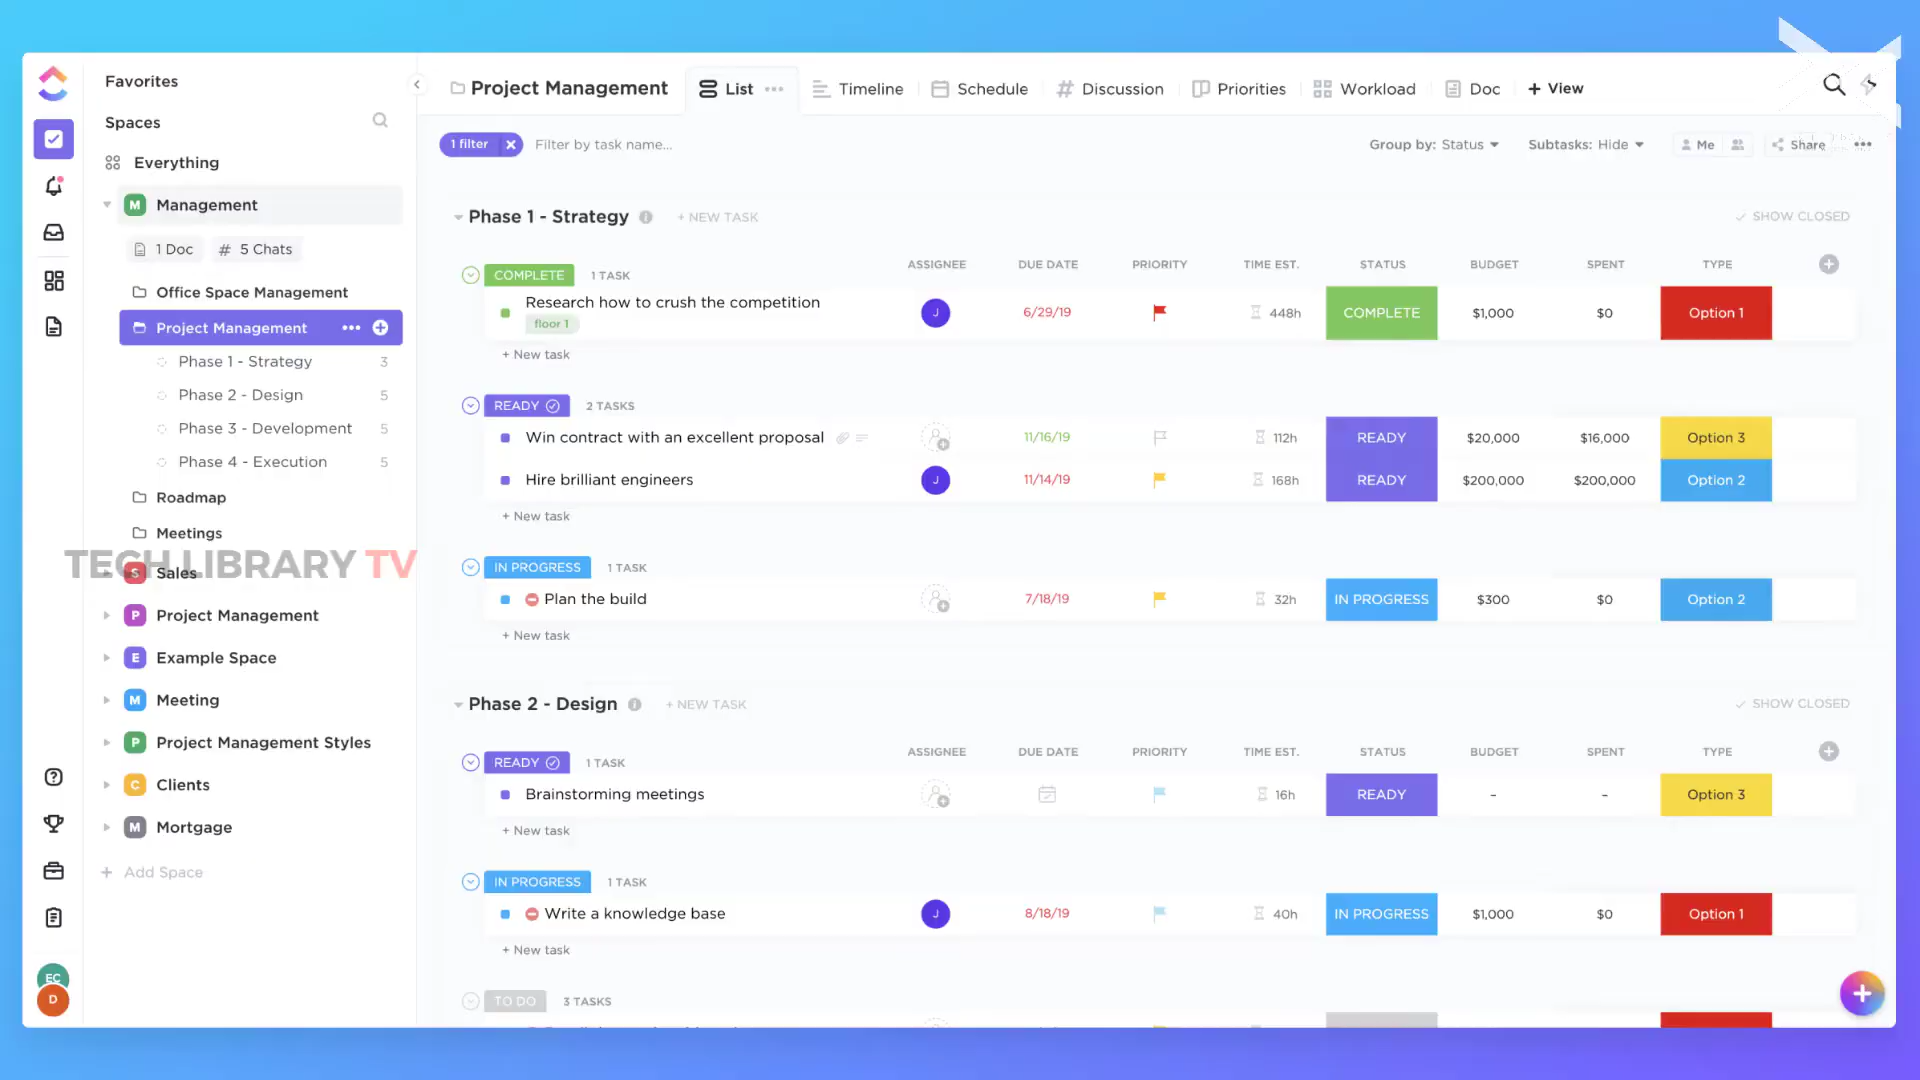 Favorites
Spaces
Everything
M Management
1 Doc # 5 Chats
Office Space Management
Project Management
Phase 1 - Strategy 3
Phase 2 - Design 5
Phase 3 - Development 5
Phase 4 - Execution 5
Roadmap
Meetings
TECH LIBRARY TV
S Sales
P Project Management
E Example Space
M Meeting
P Project Management Styles
C Clients
M Mortgage
+ Add Space
EC
D
Project Management List Timeline Schedule # Discussion Priorities Workload Doc + View
1 filter Filter by task name... Group by: Status Subtasks: Hide Me Share
Phase 1 - Strategy + NEW TASK SHOW CLOSED
COMPLETE 1 TASK ASSIGNEE DUE DATE PRIORITY TIME EST. STATUS BUDGET SPENT TYPE
Research how to crush the competition J 6/29/19 448h COMPLETE $1,000 $0 Option 1
floor 1
+ New task
READY 2 TASKS
Win contract with an excellent proposal 11/16/19 112h READY $20,000 $16,000 Option 3
Hire brilliant engineers J 11/14/19 168h READY $200,000 $200,000 Option 2
+ New task
IN PROGRESS 1 TASK
Plan the build 7/18/19 32h IN PROGRESS $300 $0 Option 2
+ New task
Phase 2 - Design + NEW TASK SHOW CLOSED
READY 1 TASK ASSIGNEE DUE DATE PRIORITY TIME EST. STATUS BUDGET SPENT TYPE
Brainstorming meetings 16h READY - - Option 3
+ New task
IN PROGRESS 1 TASK
Write a knowledge base J 8/18/19 40h IN PROGRESS $1,000 $0 Option 1
+ New task
TO DO 3 TASKS